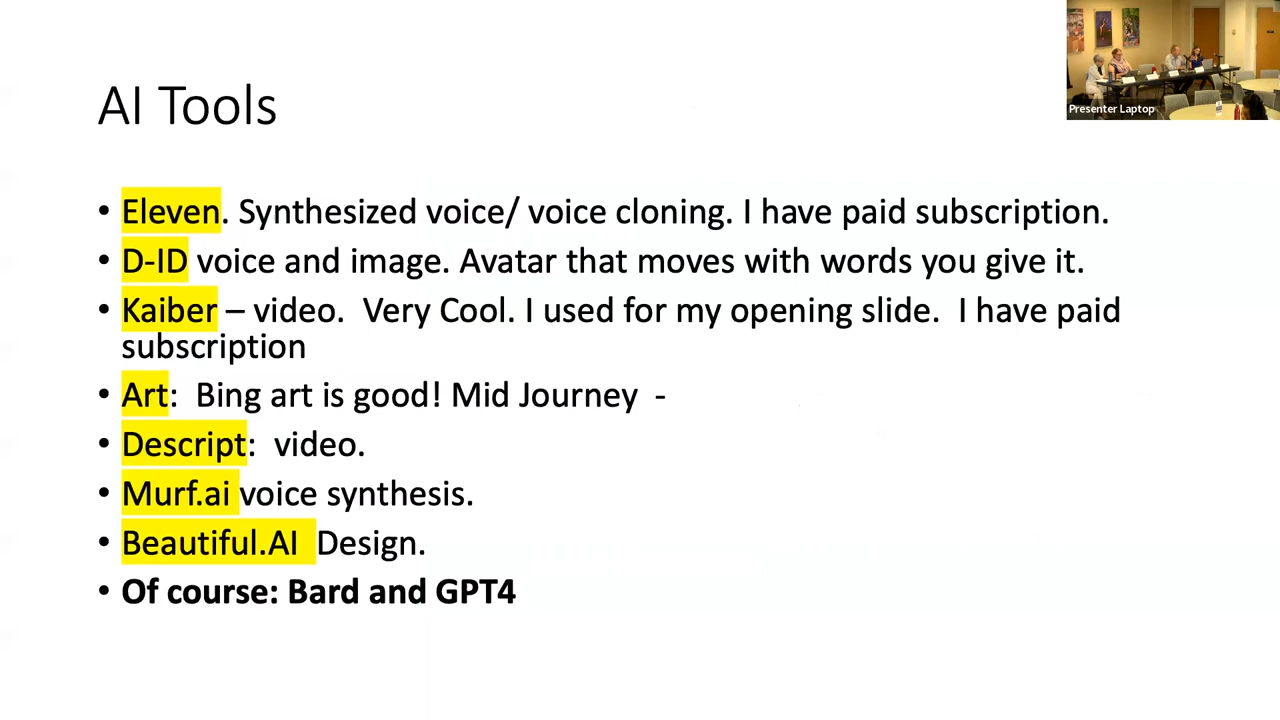 AI Tools
Presenter Laptop
• Eleven. Synthesized voice/ voice cloning. I have paid subscription.
• D-ID voice and image. Avatar that moves with words you give it.
• Kaiber – video.  Very Cool. I used for my opening slide.  I have paid
subscription
• Art:  Bing art is good! Mid Journey  -
• Descript:  video.
• Murf.ai voice synthesis.
• Beautiful.AI  Design.
• Of course: Bard and GPT4